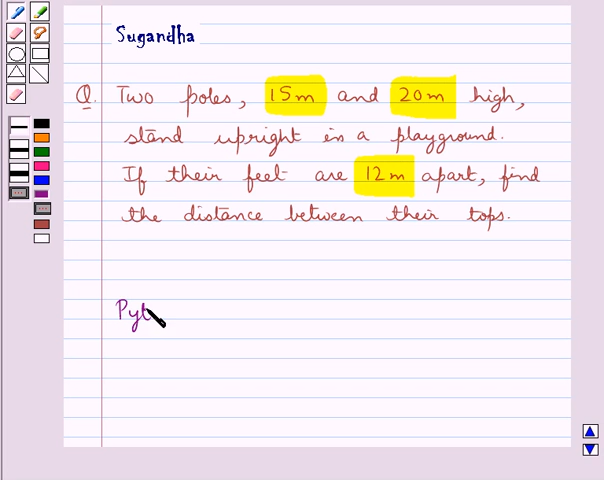 Sugandha
Q. Two poles, 15m and 20m high,
stand upright in a playground.
If their feet are 12m apart, find
the distance between their tops.
Pyt